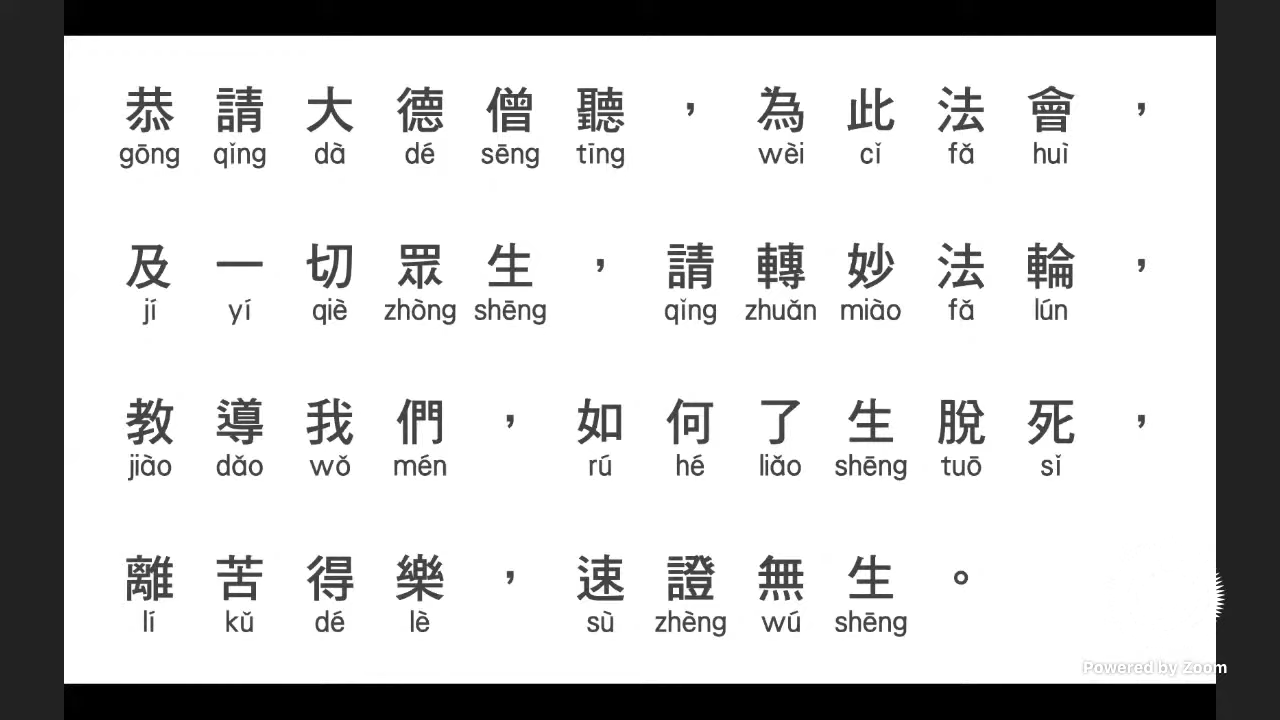 恭請大德僧聽，為此法會，
gōng qǐng dà dé sēng tīng wèi cǐ fǎ huì
及一切眾生，請轉妙法輪，
jí yí qiè zhòng shēng qǐng zhuǎn miào fǎ lún
教導我們，如何了生脫死，
jiào dǎo wǒ mén rú hé liǎo shēng tuō sǐ
離苦得樂，速證無生。
lí kǔ dé lè sù zhèng wú shēng
Powered by Zoom